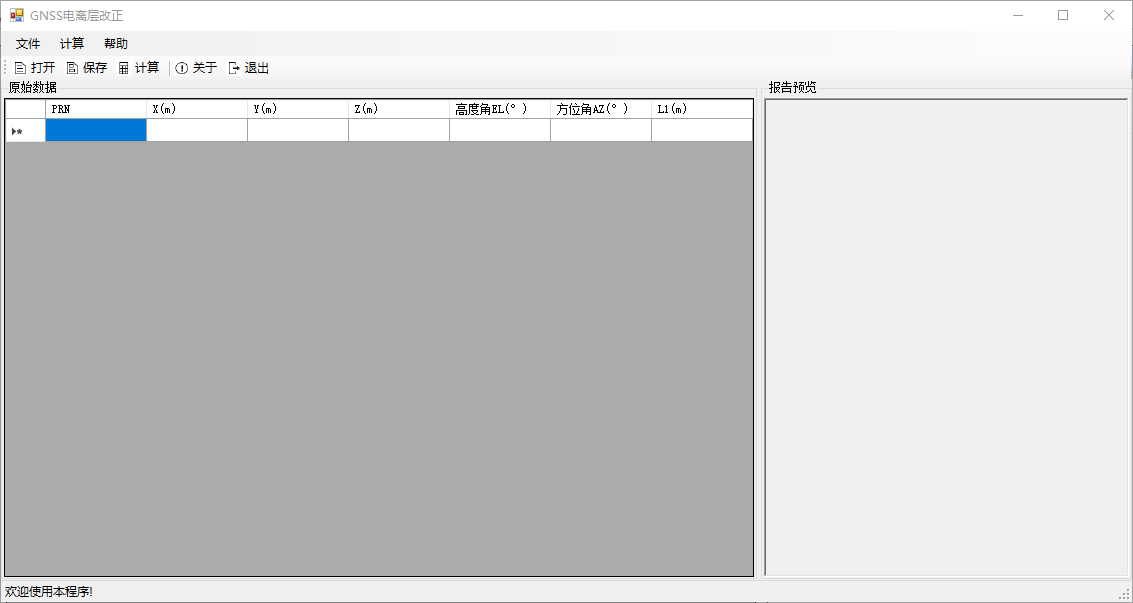 GNSS电离层改正
文件 计算 帮助
打开 保存 计算 关于 退出
原始数据
报告预览
PRN X(m) Y(m) Z(m) 高度角EL(°) 方位角AZ(°) L1(m)
欢迎使用本程序!